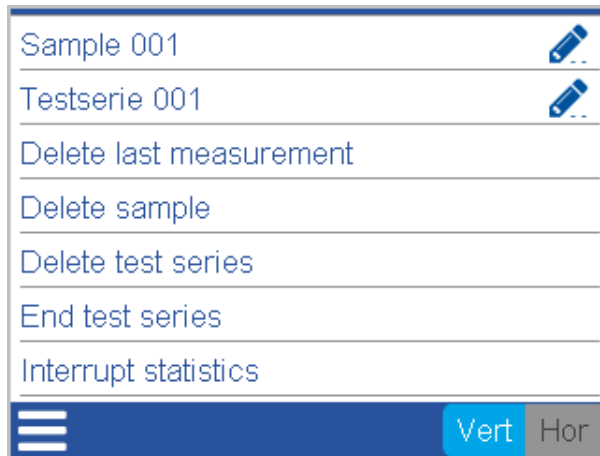 Sample 001
Testserie 001
Delete last measurement
Delete sample
Delete test series
End test series
Interrupt statistics
Vert Hor